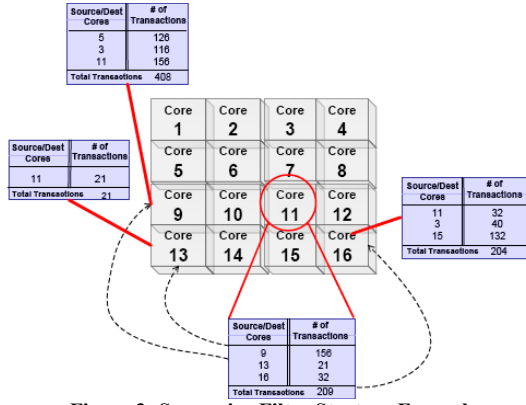 Source/Dest Cores # of Transactions
5 126
3 116
11 156
Total Transactions 408
Source/Dest Cores # of Transactions
11 21
Total Transactions 21
Core 1 Core 2 Core 3 Core 4
Core 5 Core 6 Core 7 Core 8
Core 9 Core 10 Core 11 Core 12
Core 13 Core 14 Core 15 Core 16
Source/Dest Cores # of Transactions
11 32
3 40
15 132
Total Transactions 204
Source/Dest Cores # of Transactions
9 156
13 21
16 32
Total Transactions 209